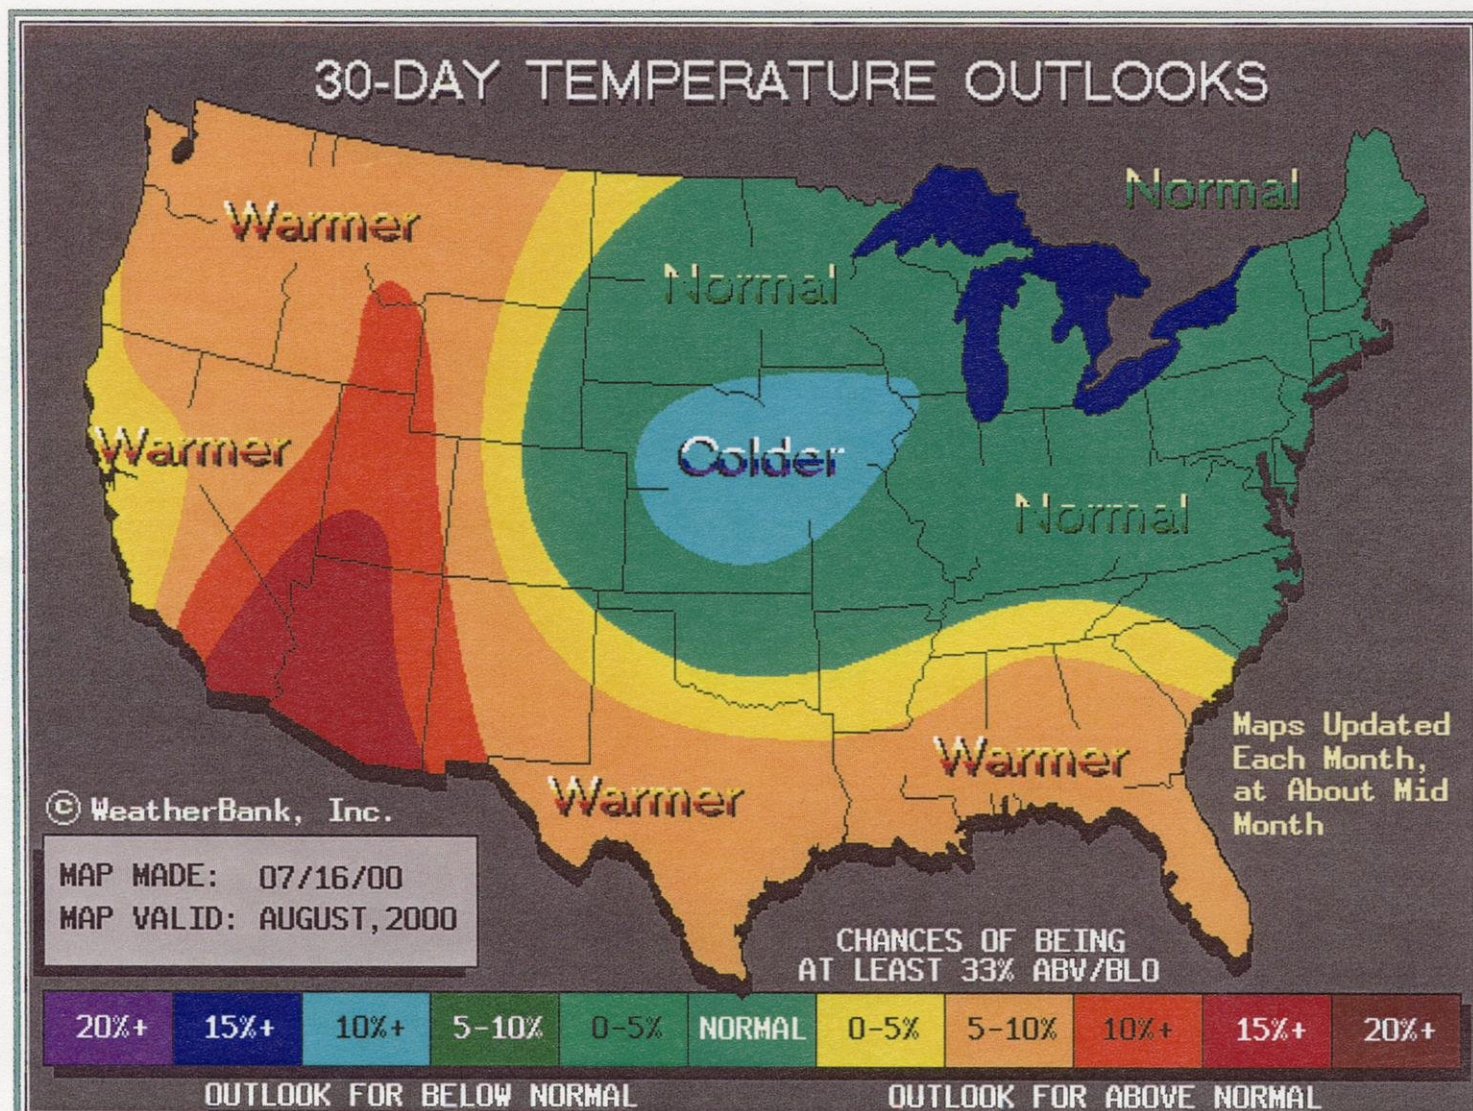 30-DAY TEMPERATURE OUTLOOKS
Normal
Warmer
Normal
Warmer
Colder
Normal
Maps Updated
Each Month,
at About Mid
Month
Warmer
Warmer
© WeatherBank, Inc.
MAP MADE: 07/16/00
MAP VALID: AUGUST,2000
CHANCES OF BEING
AT LEAST 33% ABV/BLO
20%+ 15%+ 10%+ 5-10% 0-5% NORMAL 0-5% 5-10% 10%+ 15%+ 20%+
OUTLOOK FOR BELOW NORMAL OUTLOOK FOR ABOVE NORMAL